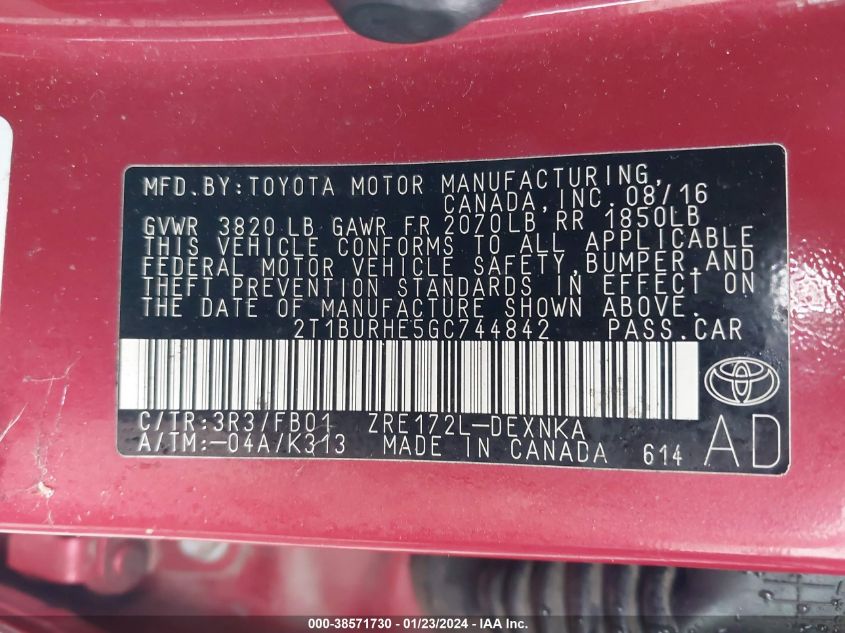 MFD. BY: TOYOTA MOTOR MANUFACTURING,
CANADA, INC. 08/16
GVWR 3820 LB GAWR FR 2070LB RR 1850LB
THIS VEHICLE CONFORMS TO ALL APPLICABLE
FEDERAL MOTOR VEHICLE SAFETY, BUMPER, AND
THEFT PREVENTION STANDARDS IN EFFECT ON
THE DATE OF MANUFACTURE SHOWN ABOVE.
2T1BURHE5GC744842 PASS. CAR
C/TR: 3R3/FB01 ZRE172L-DEXNKA
A/TM: -04A/K313 MADE IN CANADA 614
AD
000-38571730 - 01/23/2024 - IAA Inc.